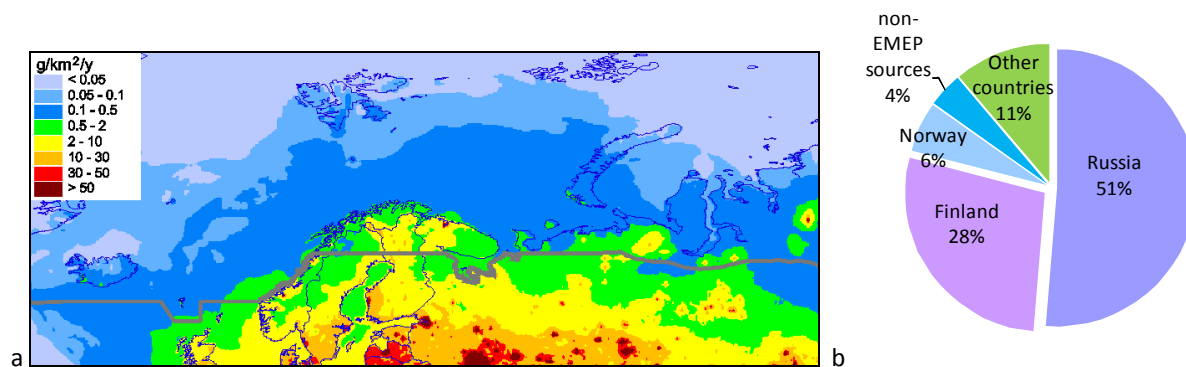 g/km²/y
< 0.05
0.05 - 0.1
0.1 - 0.5
0.5 - 2
2 - 10
10 - 30
30 - 50
> 50
a
non-
EMEP
sources
4%
Other
countries
11%
Norway
6%
Russia
51%
Finland
28%
b